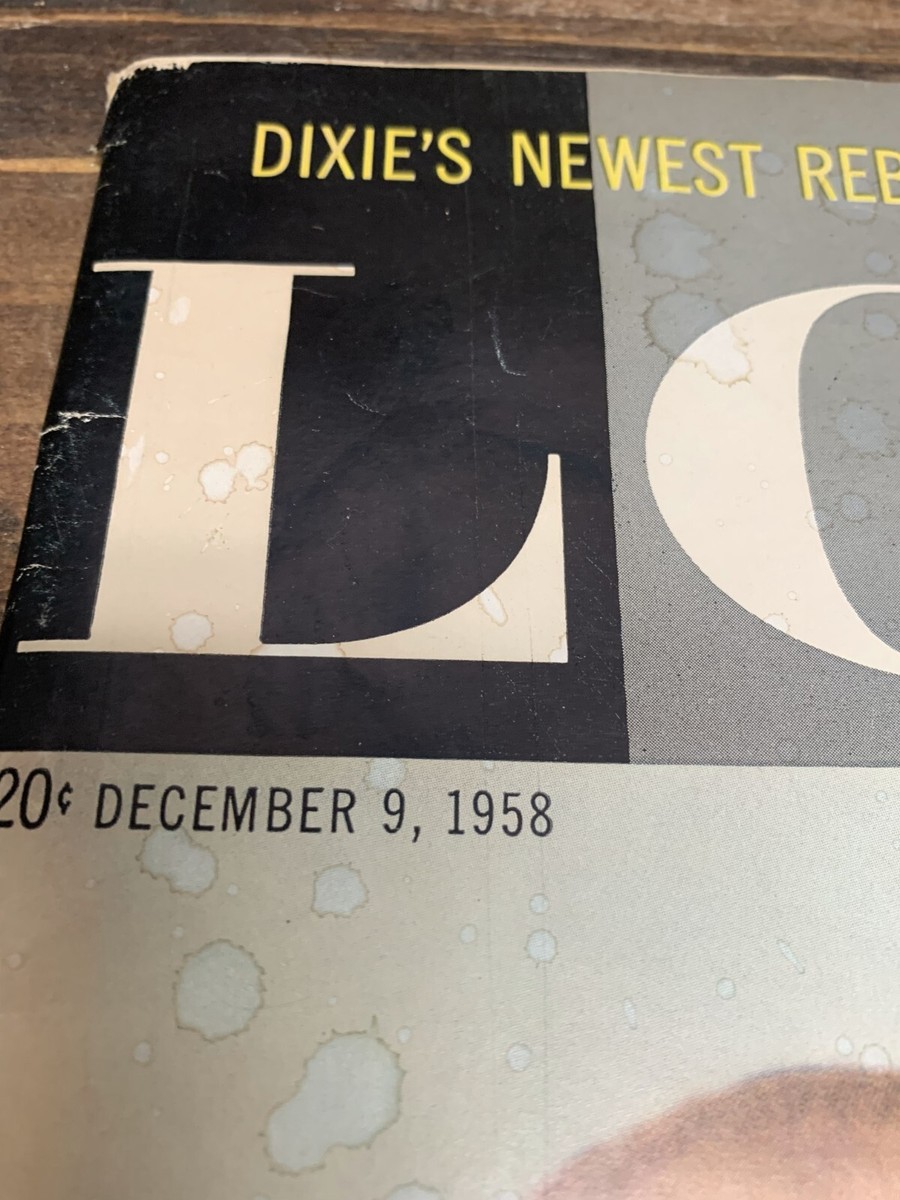 DIXIE'S NEWEST REB
LO
20¢ DECEMBER 9, 1958